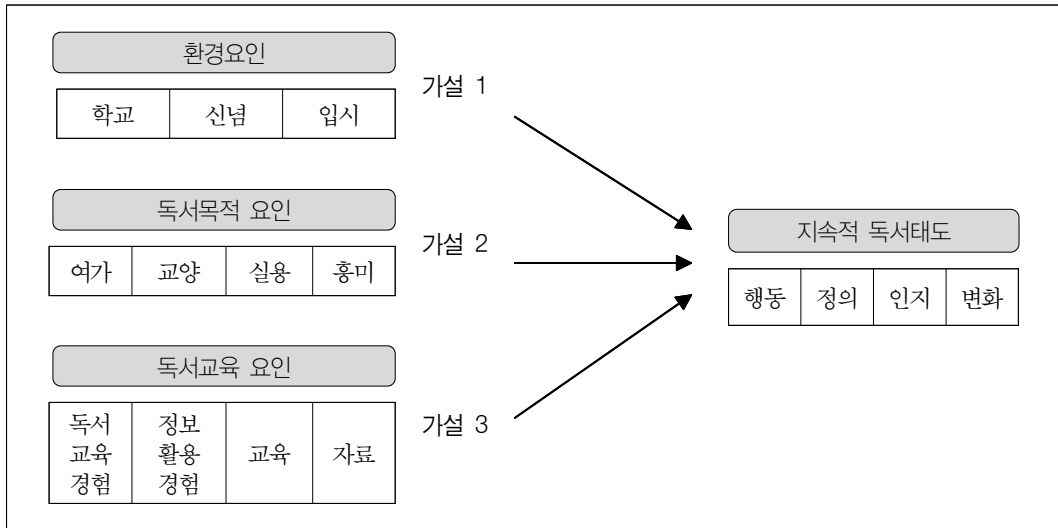 환경요인
학교 신념 입시
가설 1
독서목적 요인
여가 교양 실용 흥미
가설 2
독서교육 요인
독서 교육 경험 정보 활용 경험 교육 자료
가설 3
지속적 독서태도
행동 정의 인지 변화